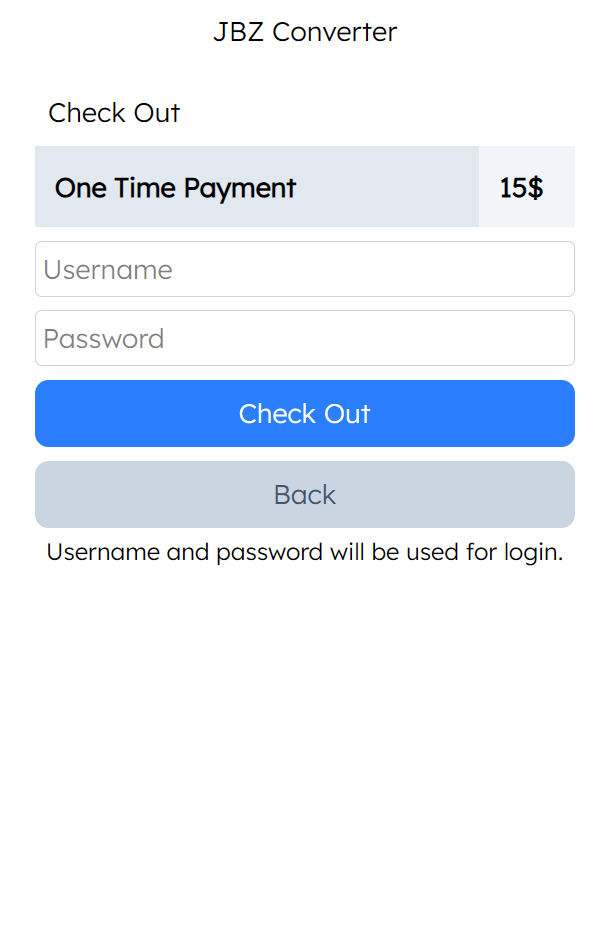 JBZ Converter
Check Out
One Time Payment 15$
Username
Password
Check Out
Back
Username and password will be used for login.